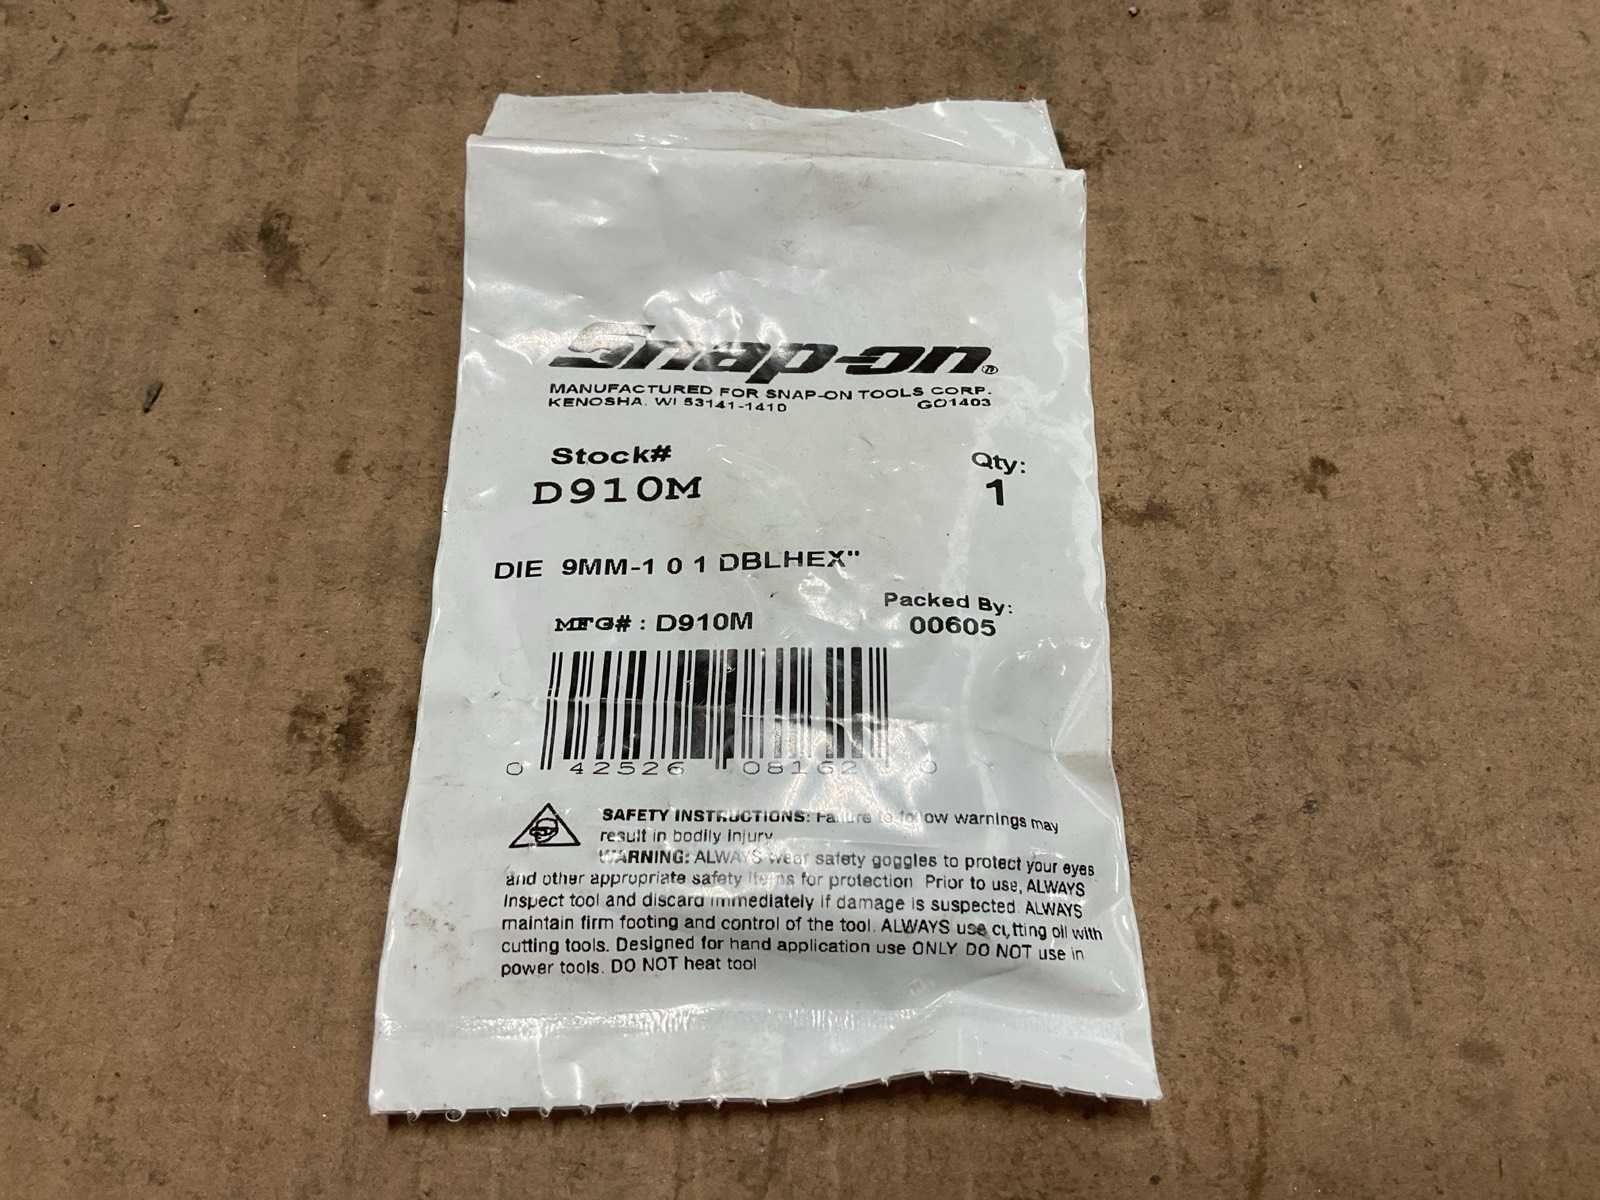 Snap-on®
MANUFACTURED FOR SNAP-ON TOOLS CORP.
KENOSHA, WI 53141-1410 GO1403
Stock# Qty:
D910M 1
DIE 9MM-1 0 1 DBLHEX"
Packed By:
MFG#: D910M 00605
0 42526 08162 0
SAFETY INSTRUCTIONS: Failure to follow warnings may
result in bodily injury.
WARNING: ALWAYS wear safety goggles to protect your eyes
and other appropriate safety items for protection. Prior to use, ALWAYS
inspect tool and discard immediately if damage is suspected. ALWAYS
maintain firm footing and control of the tool. ALWAYS use cutting oil with
cutting tools. Designed for hand application use ONLY. DO NOT use in
power tools. DO NOT heat tool